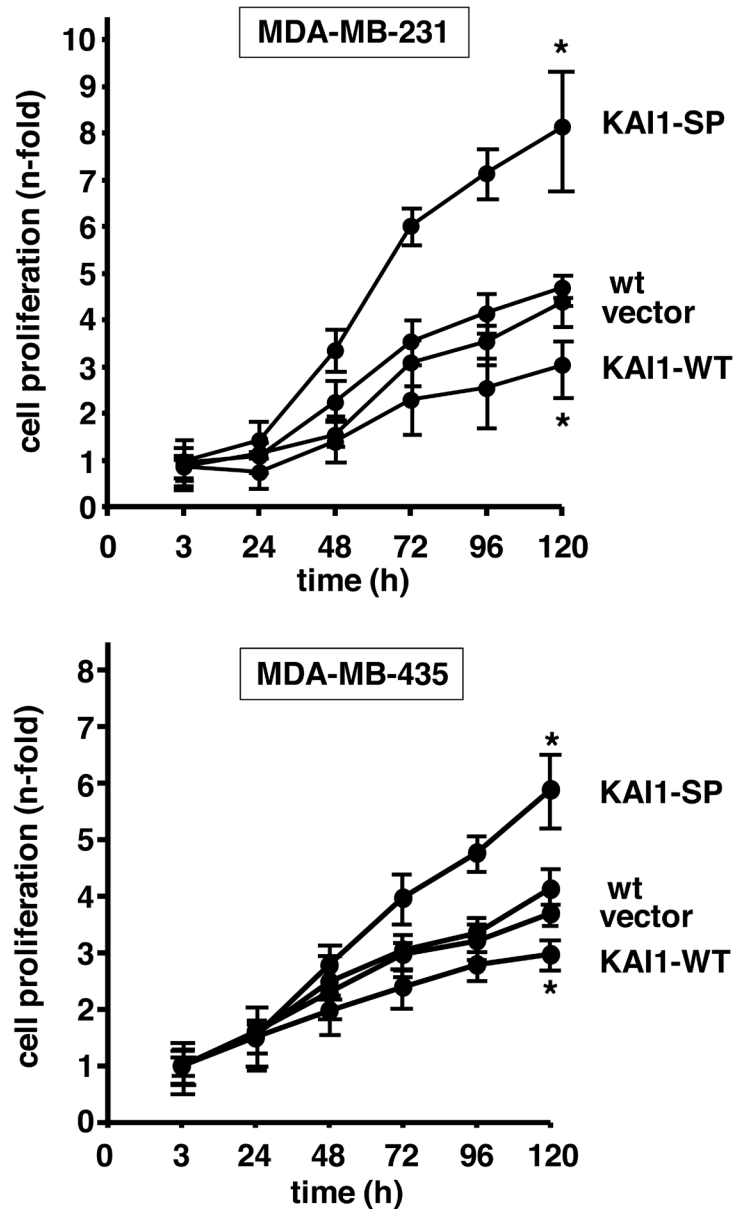 MDA-MB-231
cell proliferation (n-fold)
10
*
9
KAI1-SP
8
7
6
5
wt
vector
4
KAI1-WT
3
2
*
1
0
0 3 24 48 72 96 120
time (h)
MDA-MB-435
cell proliferation (n-fold)
8
*
7
6
KAI1-SP
5
wt
4
vector
KAI1-WT
3
*
2
1
0
0 3 24 48 72 96 120
time (h)